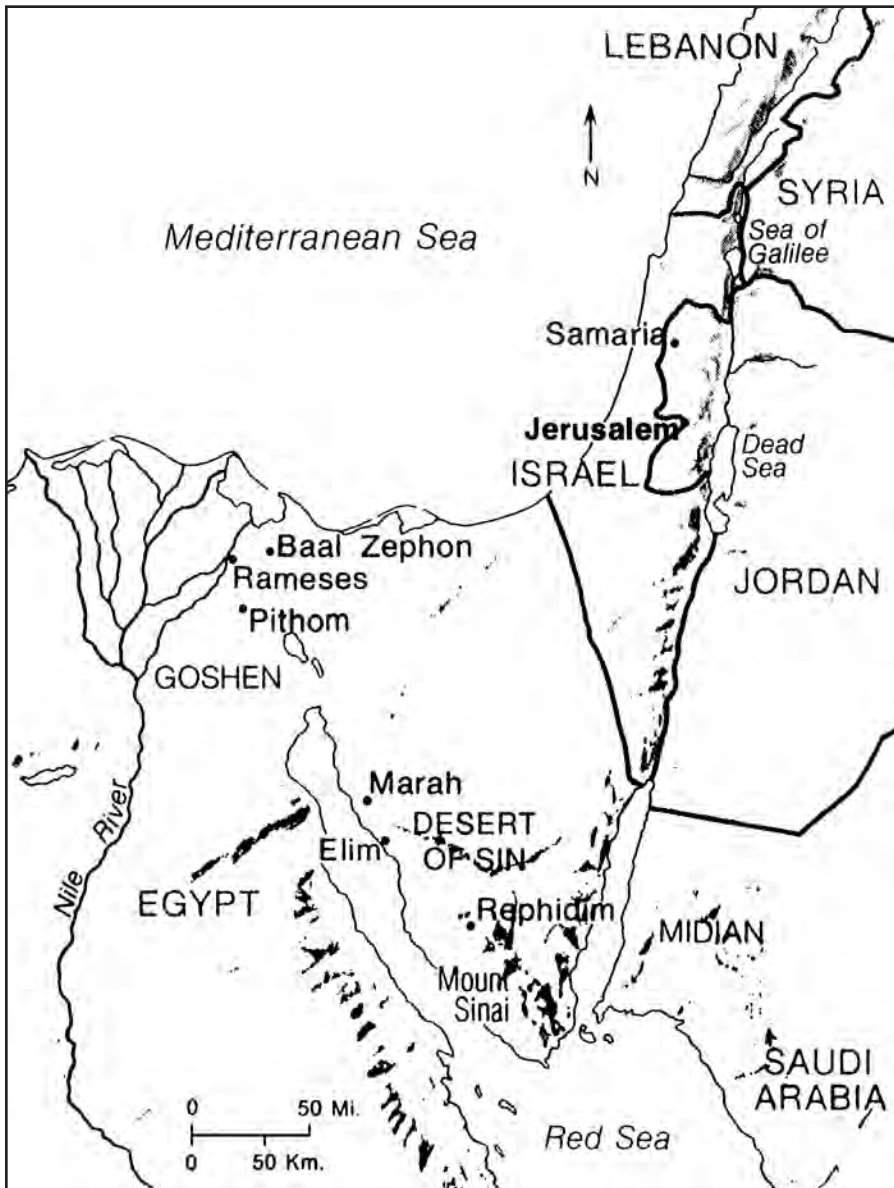 LEBANON
N
SYRIA
Mediterranean Sea
Sea of
Galilee
Samaria
Jerusalem
ISRAEL
Dead
Sea
Baal Zephon
Rameses
Pithom
JORDAN
GOSHEN
Marah
DESERT
OF SIN
Elim
Nile River
EGYPT
Rephidim
MIDIAN
Mount
Sinai
SAUDI
ARABIA
0 50 Mi.
0 50 Km.
Red Sea